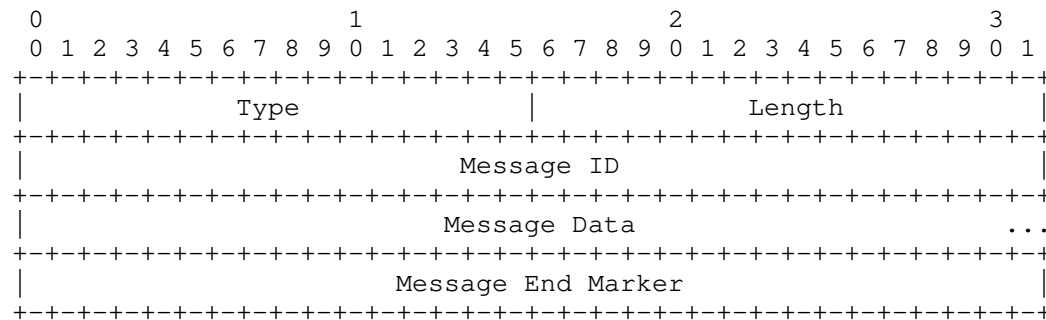 0                   1                   2                   3
0 1 2 3 4 5 6 7 8 9 0 1 2 3 4 5 6 7 8 9 0 1 2 3 4 5 6 7 8 9 0 1
+-+-+-+-+-+-+-+-+-+-+-+-+-+-+-+-+-+-+-+-+-+-+-+-+-+-+-+-+-+-+-+-+
|             Type              |             Length            |
+-+-+-+-+-+-+-+-+-+-+-+-+-+-+-+-+-+-+-+-+-+-+-+-+-+-+-+-+-+-+-+-+
|                           Message ID                          |
+-+-+-+-+-+-+-+-+-+-+-+-+-+-+-+-+-+-+-+-+-+-+-+-+-+-+-+-+-+-+-+-+
|                          Message Data                       ...
+-+-+-+-+-+-+-+-+-+-+-+-+-+-+-+-+-+-+-+-+-+-+-+-+-+-+-+-+-+-+-+-+
|                       Message End Marker                      |
+-+-+-+-+-+-+-+-+-+-+-+-+-+-+-+-+-+-+-+-+-+-+-+-+-+-+-+-+-+-+-+-+